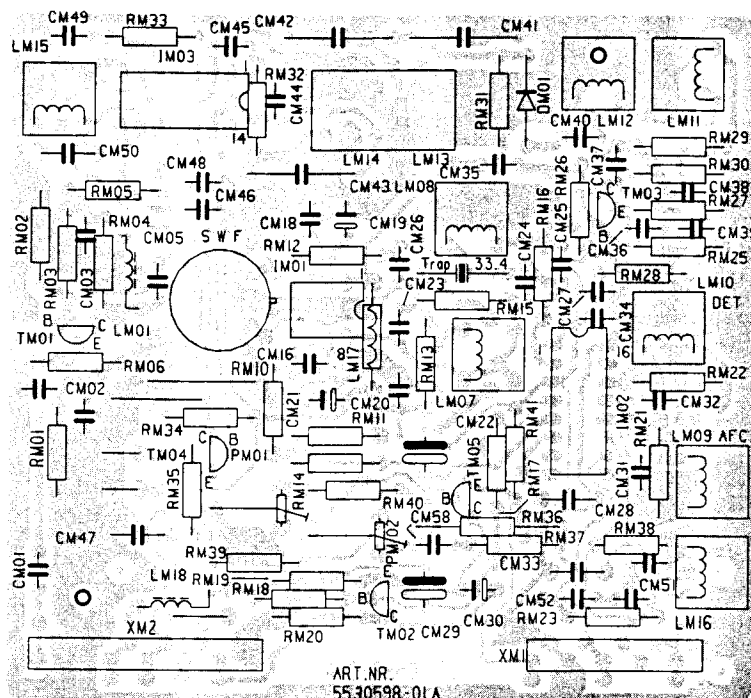 CM49
RM33
CM45
CM42
CM41
LM15
IM03
RM32
CM44
14
LM14
LM13
RM31
DM01
CM40
LM12
LM11
CM50
CM48
CM46
CM43
LM08
CM35
RM26
CM37
RM29
RM30
TM03
CM38
RM27
RM05
RM02
RM04
CM05
SWF
CM18
CM19
RM12
IM01
CM26
CM24
RM16
CM25
C
E
B
CM36
CM39
RM25
RM03
CM03
LM01
Trap
33.4
CM23
RM15
CM27
RM28
LM10
DET
CM34
16
B
C
E
TM01
RM06
CM16
RM10
8
LM17
RM13
LM07
RM22
CM32
CM02
CM21
CM20
RM11
CM22
RM41
IM02
RM21
RM01
RM34
C
B
TM04
PM01
E
RM35
RM14
TM05
E
B
C
RM17
LM09 AFC
CM31
CM28
RM40
CM58
RM36
RM37
RM38
CM47
PM02
CM33
CM01
RM39
LM18
RM19
RM18
B
E
C
CM30
CM52
CM51
RM23
LM16
XM2
RM20
TM02
CM29
XM1
ART.NR.
5530598-01A